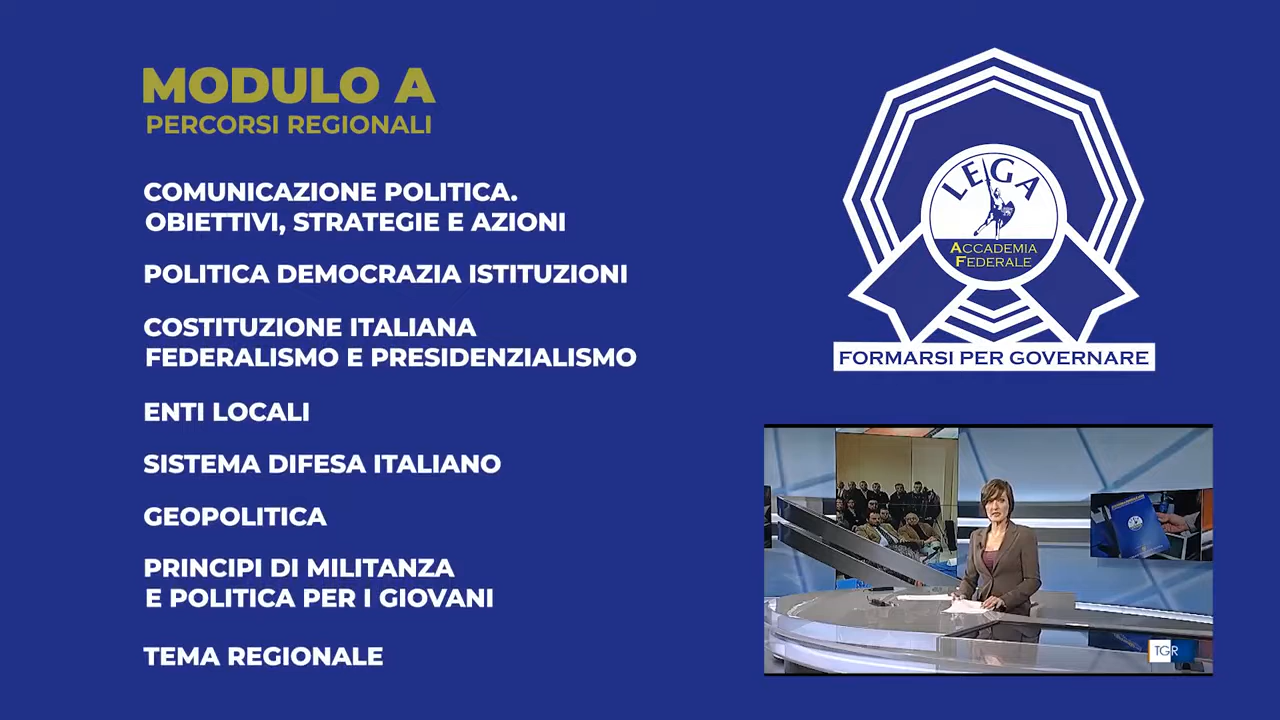 MODULO A
PERCORSI REGIONALI
COMUNICAZIONE POLITICA.
OBIETTIVI, STRATEGIE E AZIONI
POLITICA DEMOCRAZIA ISTITUZIONI
COSTITUZIONE ITALIANA
FEDERALISMO E PRESIDENZIALISMO
ENTI LOCALI
SISTEMA DIFESA ITALIANO
GEOPOLITICA
PRINCIPI DI MILITANZA
E POLITICA PER I GIOVANI
TEMA REGIONALE
LEGA
ACCADEMIA
FEDERALE
FORMARSI PER GOVERNARE
TGR